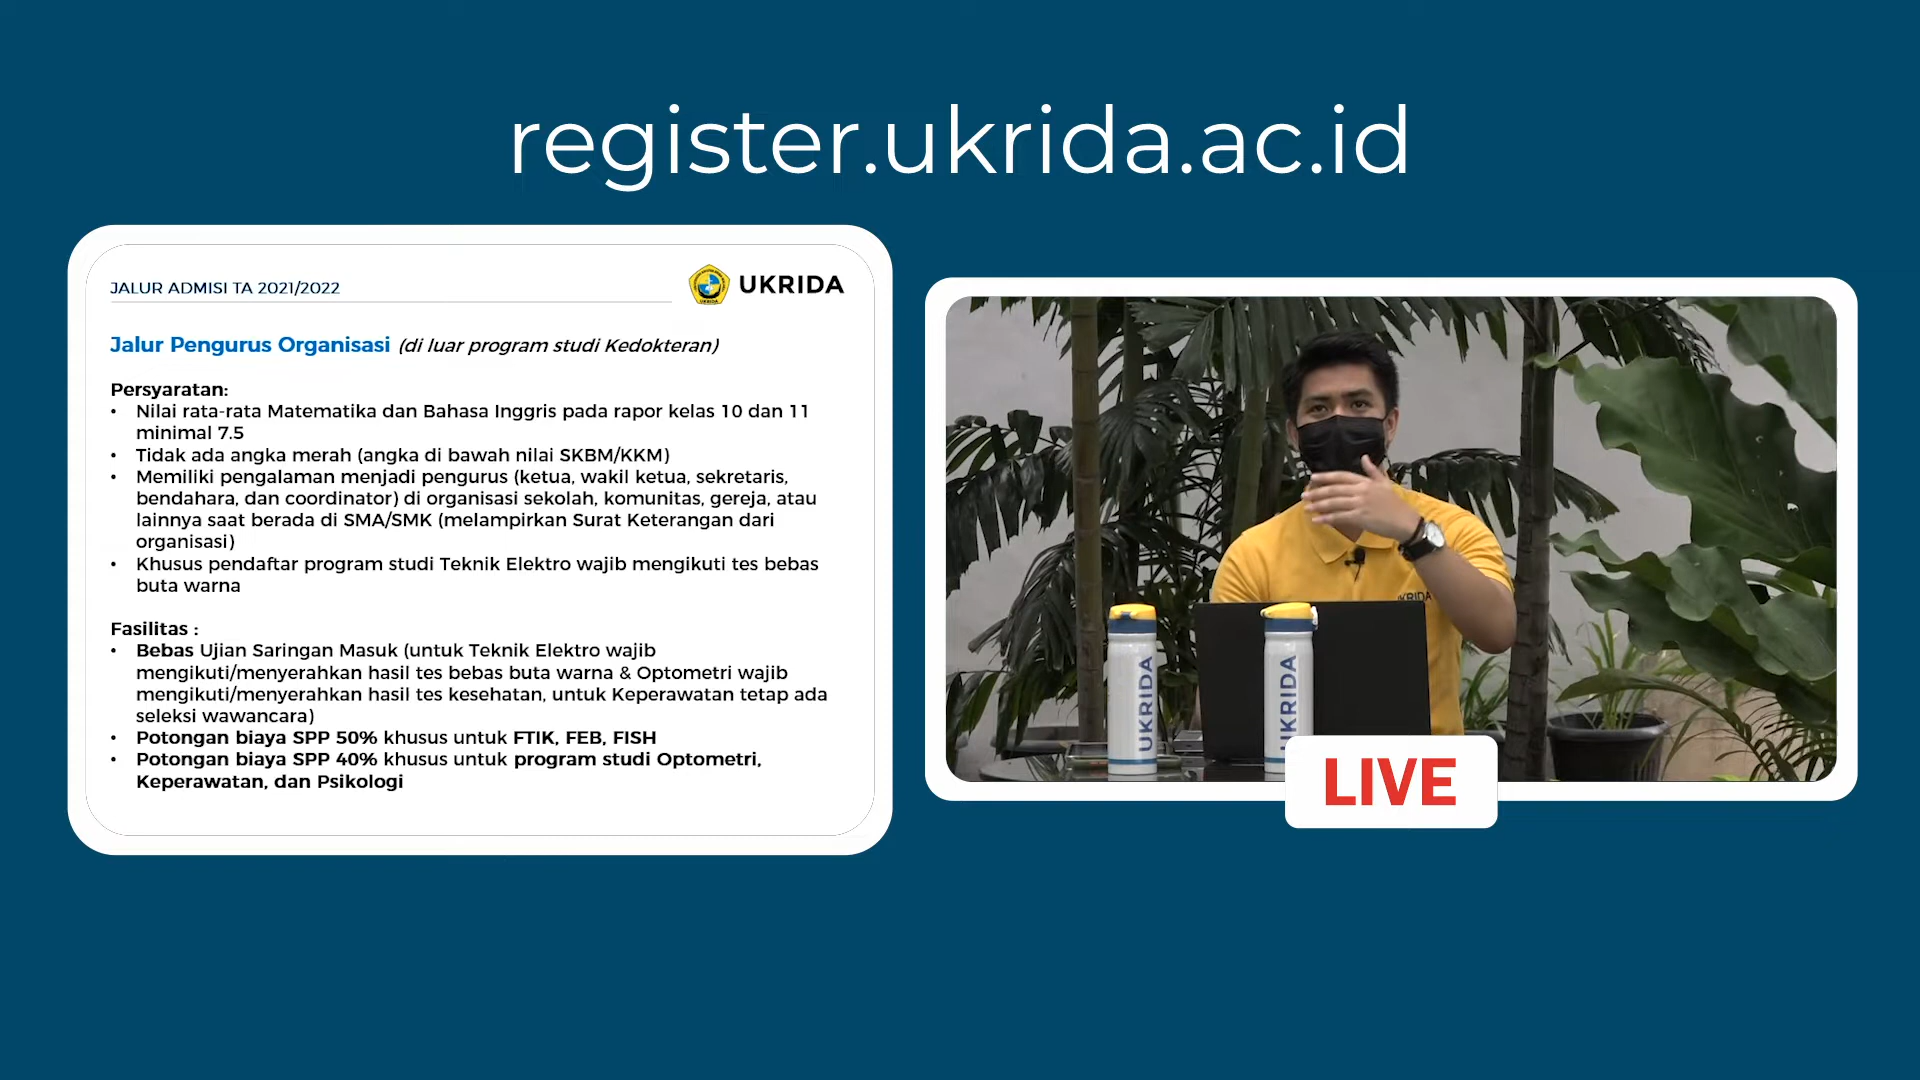 register.ukrida.ac.id
JALUR ADMISI TA 2021/2022
UKRIDA
Jalur Pengurus Organisasi (di luar program studi Kedokteran)
Persyaratan:
• Nilai rata-rata Matematika dan Bahasa Inggris pada rapor kelas 10 dan 11
minimal 7.5
• Tidak ada angka merah (angka di bawah nilai SKBM/KKM)
• Memiliki pengalaman menjadi pengurus (ketua, wakil ketua, sekretaris,
bendahara, dan coordinator) di organisasi sekolah, komunitas, gereja, atau
lainnya saat berada di SMA/SMK (melampirkan Surat Keterangan dari
organisasi)
• Khusus pendaftar program studi Teknik Elektro wajib mengikuti tes bebas
buta warna
Fasilitas :
• Bebas Ujian Saringan Masuk (untuk Teknik Elektro wajib
mengikuti/menyerahkan hasil tes bebas buta warna & Optometri wajib
mengikuti/menyerahkan hasil tes kesehatan, untuk Keperawatan tetap ada
seleksi wawancara)
• Potongan biaya SPP 50% khusus untuk FTIK, FEB, FISH
• Potongan biaya SPP 40% khusus untuk program studi Optometri,
Keperawatan, dan Psikologi
UKRIDA
UKRIDA
UKRIDA
LIVE